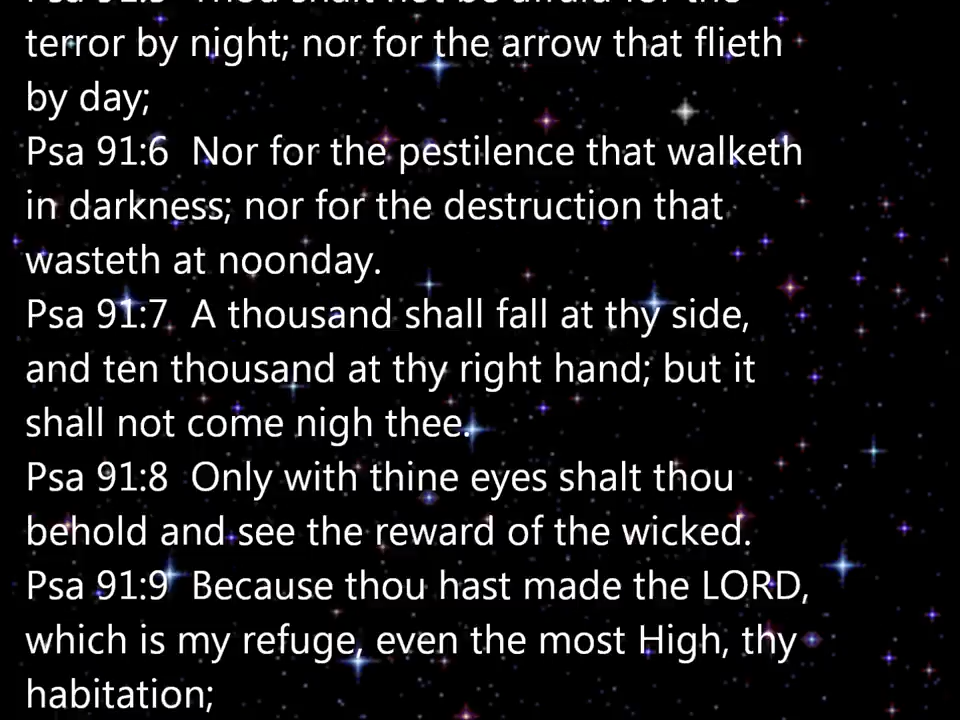 Psa 91:5  Thou shalt not be afraid for the
terror by night; nor for the arrow that flieth
by day;
Psa 91:6  Nor for the pestilence that walketh
in darkness; nor for the destruction that
wasteth at noonday.
Psa 91:7  A thousand shall fall at thy side,
and ten thousand at thy right hand; but it
shall not come nigh thee.
Psa 91:8  Only with thine eyes shalt thou
behold and see the reward of the wicked.
Psa 91:9  Because thou hast made the LORD,
which is my refuge, even the most High, thy
habitation;